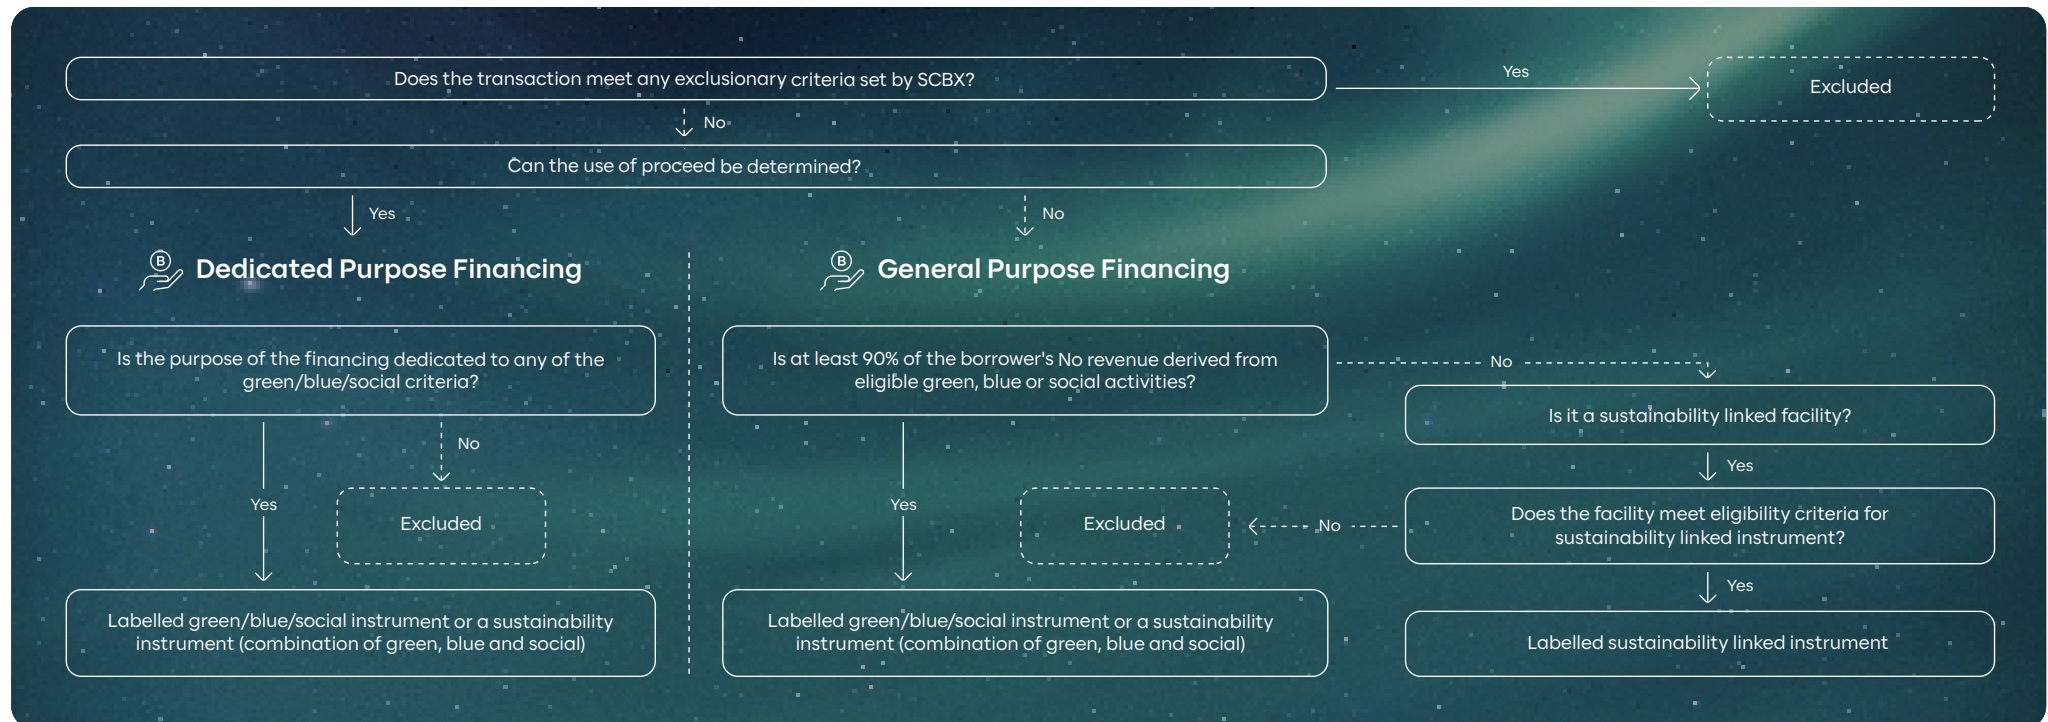 Does the transaction meet any exclusionary criteria set by SCBX?
Yes
Excluded
No
Can the use of proceed be determined?
Yes
No
B
Dedicated Purpose Financing
B
General Purpose Financing
Is the purpose of the financing dedicated to any of the
green/blue/social criteria?
No
Yes
Excluded
Labelled green/blue/social instrument or a sustainability
instrument (combination of green, blue and social)
Is at least 90% of the borrower's No revenue derived from
eligible green, blue or social activities?
No
Yes
Excluded
Labelled green/blue/social instrument or a sustainability
instrument (combination of green, blue and social)
Is it a sustainability linked facility?
Yes
Does the facility meet eligibility criteria for
sustainability linked instrument?
No
Yes
Labelled sustainability linked instrument